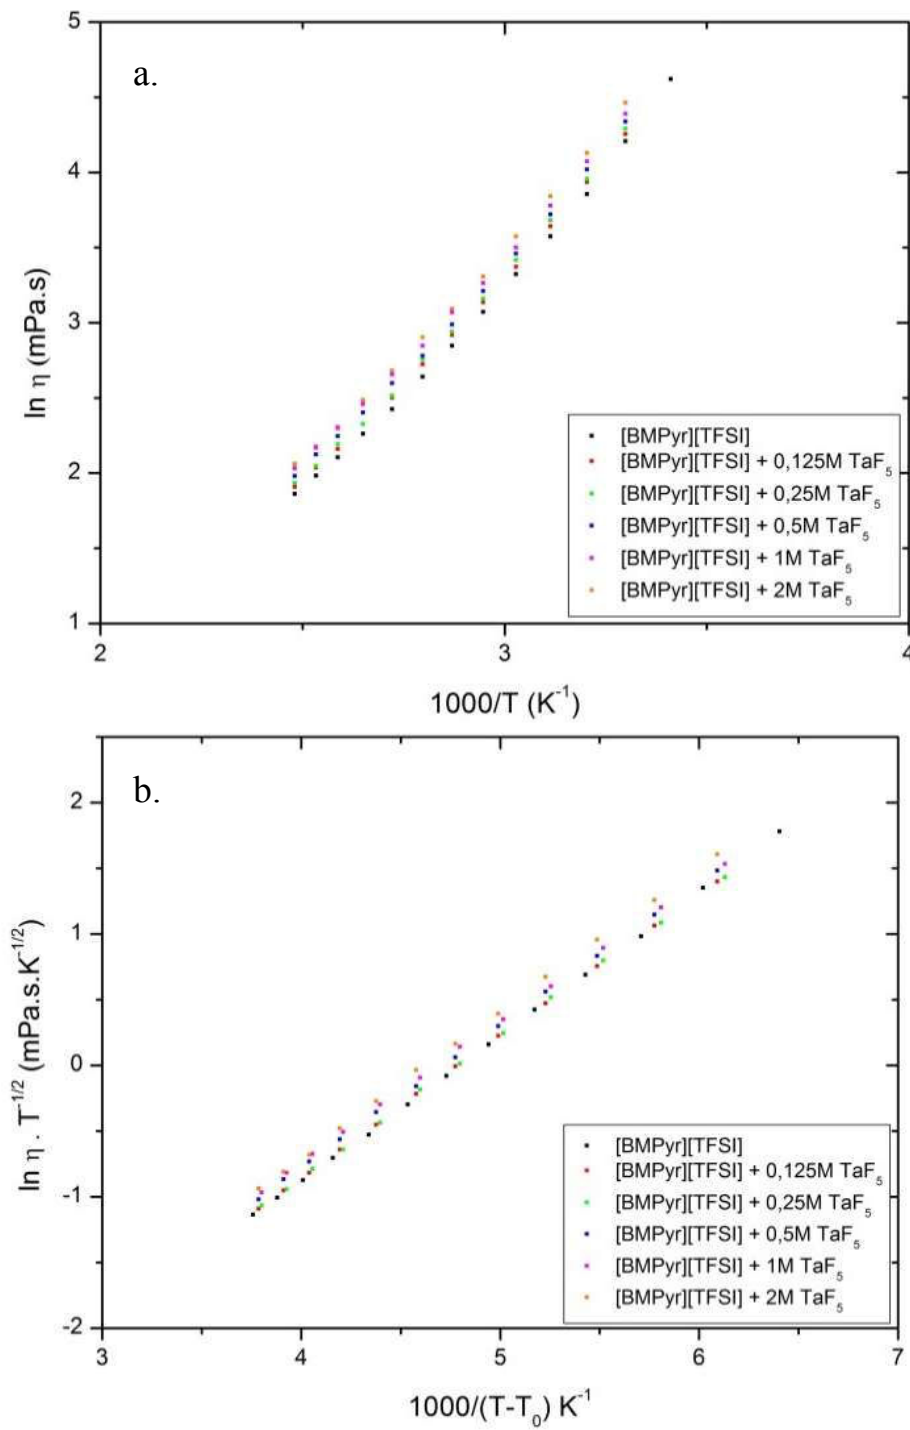 a.
5
4
3
2
1
ln η (mPa.s)
[BMPyr][TFSI]
[BMPyr][TFSI] + 0,125M TaF₅
[BMPyr][TFSI] + 0,25M TaF₅
[BMPyr][TFSI] + 0,5M TaF₅
[BMPyr][TFSI] + 1M TaF₅
[BMPyr][TFSI] + 2M TaF₅
2 3 4
1000/T (K⁻¹)
b.
2
1
0
-1
-2
ln η . T⁻¹/² (mPa.s.K⁻¹/²)
[BMPyr][TFSI]
[BMPyr][TFSI] + 0,125M TaF₅
[BMPyr][TFSI] + 0,25M TaF₅
[BMPyr][TFSI] + 0,5M TaF₅
[BMPyr][TFSI] + 1M TaF₅
[BMPyr][TFSI] + 2M TaF₅
3 4 5 6 7
1000/(T-T₀) K⁻¹